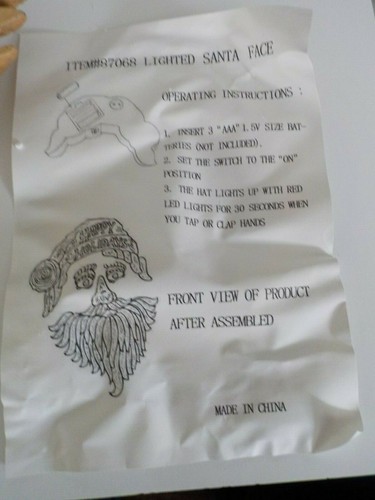 ITEM#87068 LIGHTED SANTA FACE
OPERATING INSTRUCTIONS :
1. INSERT 3 "AAA" 1.5V SIZE BAT-
TERIES (NOT INCLUDED).
2. SET THE SWITCH TO THE "ON"
POSITION
3. THE HAT LIGHTS UP WITH RED
LED LIGHTS FOR 30 SECONDS WHEN
YOU TAP OR CLAP HANDS
FRONT VIEW OF PRODUCT
AFTER ASSEMBLED
MADE IN CHINA